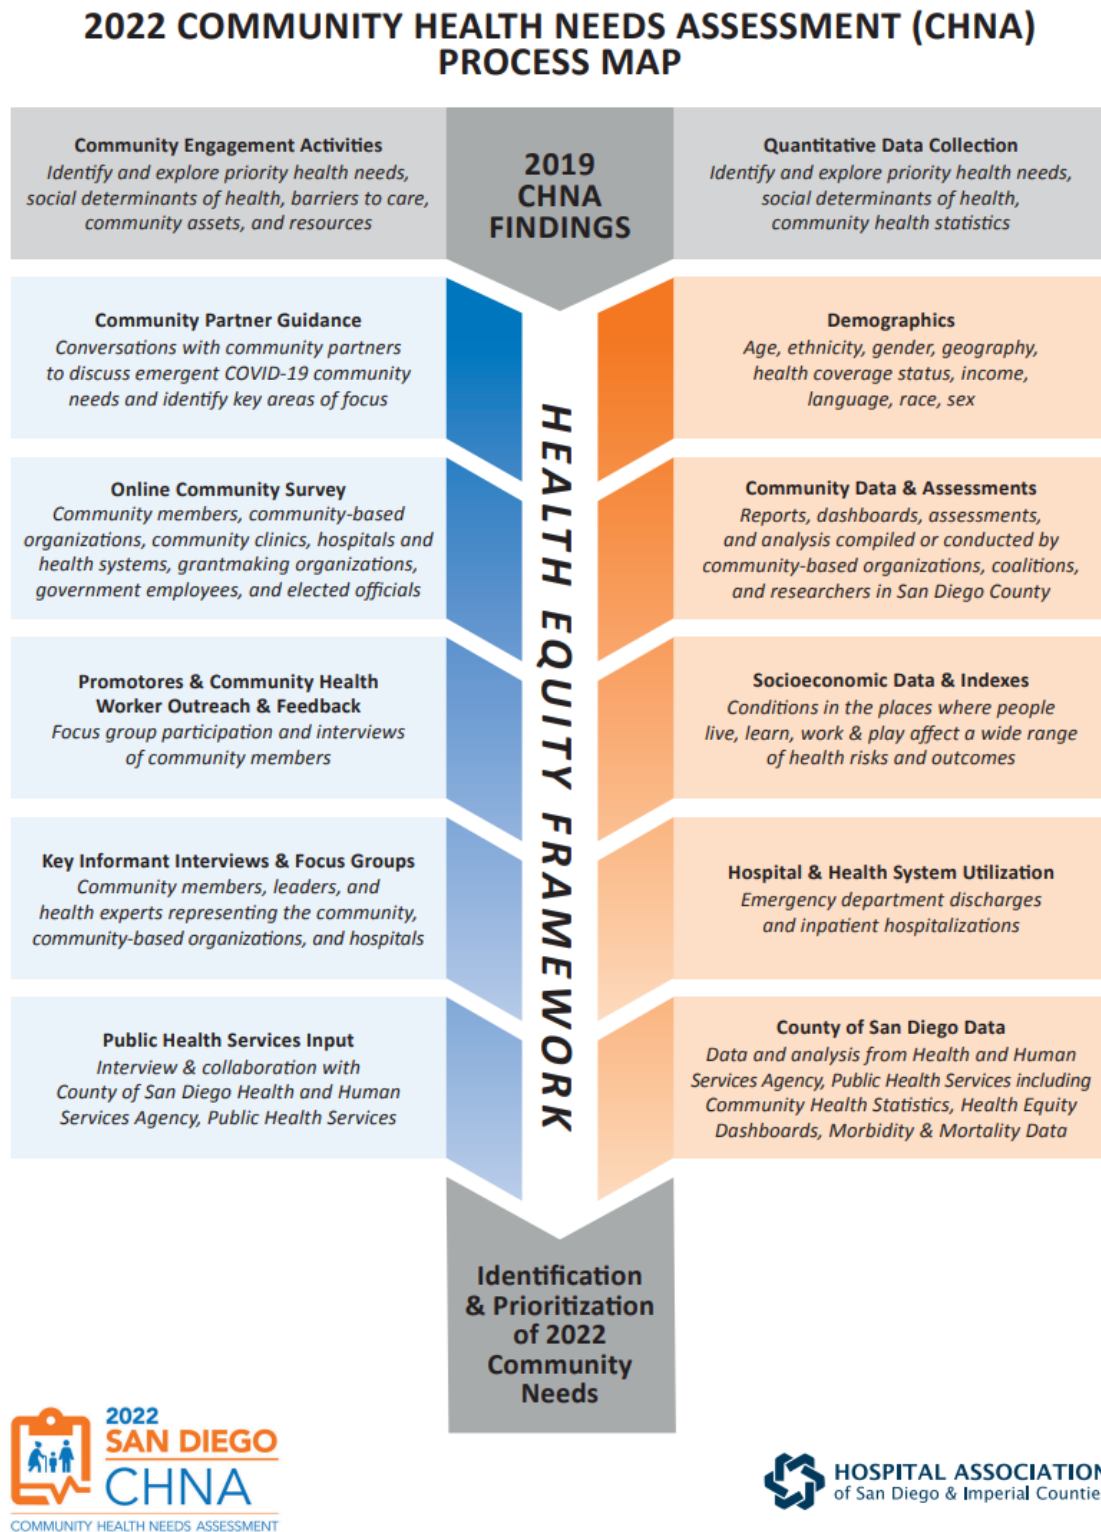 2022 COMMUNITY HEALTH NEEDS ASSESSMENT (CHNA)
PROCESS MAP
Community Engagement Activities
Identify and explore priority health needs,
social determinants of health, barriers to care,
community assets, and resources
2019
CHNA
FINDINGS
Quantitative Data Collection
Identify and explore priority health needs,
social determinants of health,
community health statistics
Community Partner Guidance
Conversations with community partners
to discuss emergent COVID-19 community
needs and identify key areas of focus
Online Community Survey
Community members, community-based
organizations, community clinics, hospitals and
health systems, grantmaking organizations,
government employees, and elected officials
Promotores & Community Health
Worker Outreach & Feedback
Focus group participation and interviews
of community members
Key Informant Interviews & Focus Groups
Community members, leaders, and
health experts representing the community,
community-based organizations, and hospitals
Public Health Services Input
Interview & collaboration with
County of San Diego Health and Human
Services Agency, Public Health Services
HEALTH EQUITY FRAMEWORK
Demographics
Age, ethnicity, gender, geography,
health coverage status, income,
language, race, sex
Community Data & Assessments
Reports, dashboards, assessments,
and analysis compiled or conducted by
community-based organizations, coalitions,
and researchers in San Diego County
Socioeconomic Data & Indexes
Conditions in the places where people
live, learn, work & play affect a wide range
of health risks and outcomes
Hospital & Health System Utilization
Emergency department discharges
and inpatient hospitalizations
County of San Diego Data
Data and analysis from Health and Human
Services Agency, Public Health Services including
Community Health Statistics, Health Equity
Dashboards, Morbidity & Mortality Data
Identification
& Prioritization
of 2022
Community
Needs
2022
SAN DIEGO
CHNA
COMMUNITY HEALTH NEEDS ASSESSMENT
HOSPITAL ASSOCIATION
of San Diego & Imperial Countie